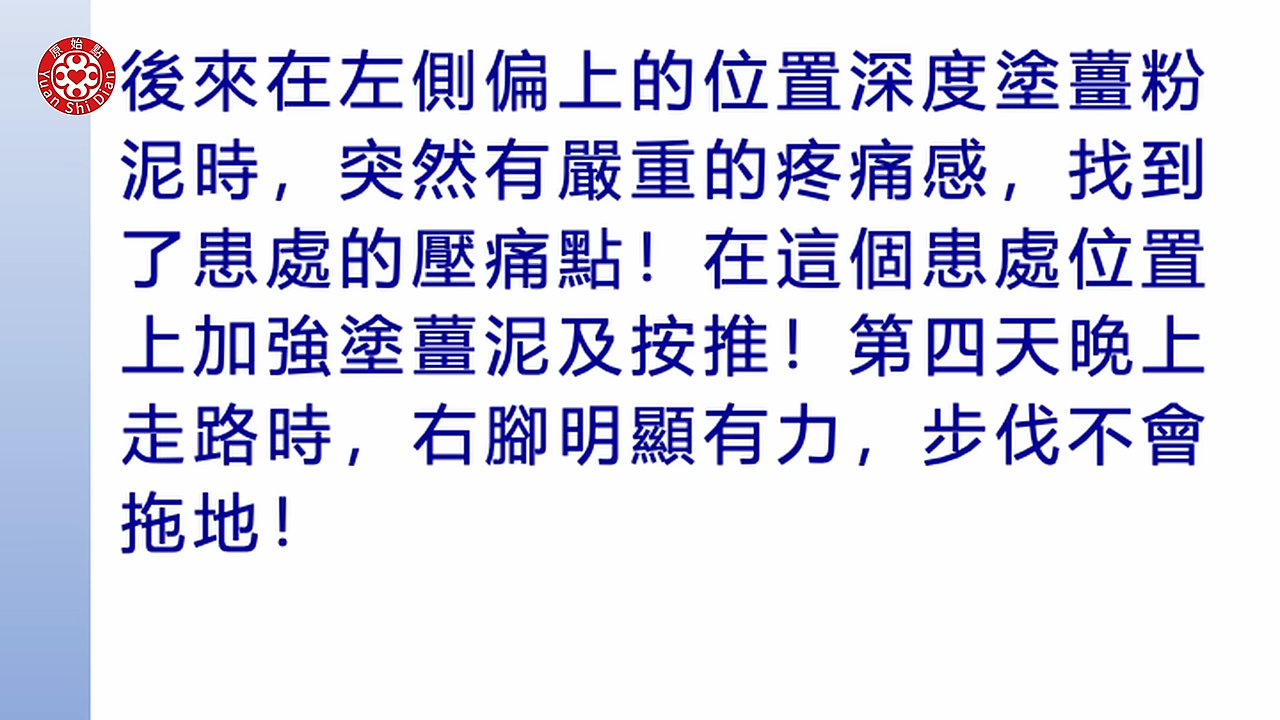 原始點
Yuan Shi Dian
後來在左側偏上的位置深度塗薑粉
泥時，突然有嚴重的疼痛感，找到
了患處的壓痛點！在這個患處位置
上加強塗薑泥及按推！第四天晚上
走路時，右腳明顯有力，步伐不會
拖地！